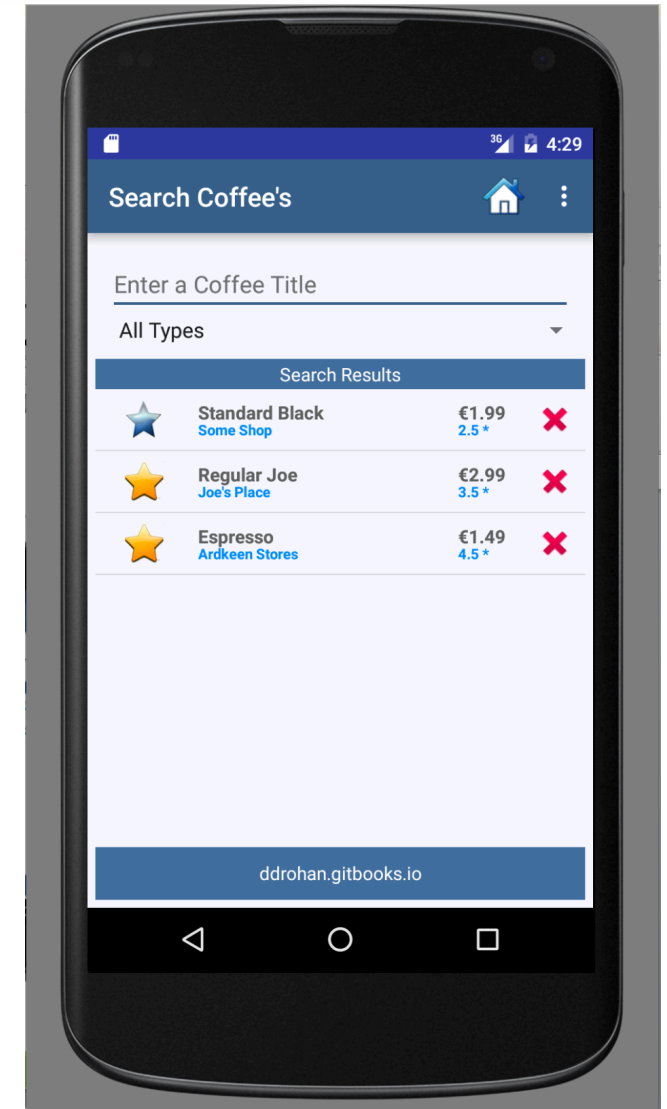 3G 4:29
Search Coffee's
Enter a Coffee Title
All Types
Search Results
Standard Black €1.99
Some Shop 2.5 *
Regular Joe €2.99
Joe's Place 3.5 *
Espresso €1.49
Ardkeen Stores 4.5 *
ddrohan.gitbooks.io